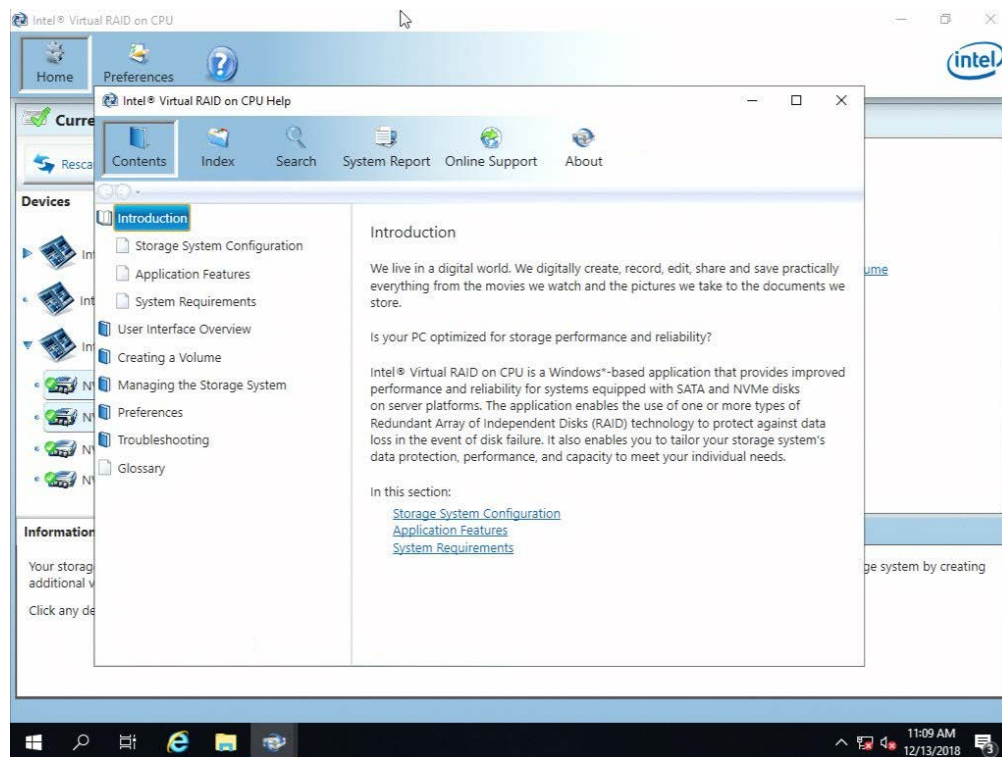 Intel® Virtual RAID on CPU
Home
Preferences
intel
Intel® Virtual RAID on CPU Help
Contents
Index
Search
System Report
Online Support
About
Devices
Introduction
Storage System Configuration
Application Features
System Requirements
User Interface Overview
Creating a Volume
Managing the Storage System
Preferences
Troubleshooting
Glossary
Introduction
We live in a digital world. We digitally create, record, edit, share and save practically
everything from the movies we watch and the pictures we take to the documents we
store.
Is your PC optimized for storage performance and reliability?
Intel® Virtual RAID on CPU is a Windows*-based application that provides improved
performance and reliability for systems equipped with SATA and NVMe disks
on server platforms. The application enables the use of one or more types of
Redundant Array of Independent Disks (RAID) technology to protect against data
loss in the event of disk failure. It also enables you to tailor your storage system's
data protection, performance, and capacity to meet your individual needs.
In this section:
Storage System Configuration
Application Features
System Requirements
Information
Your storag
ge system by creating
additional v
Click any de
11:09 AM
12/13/2018
3